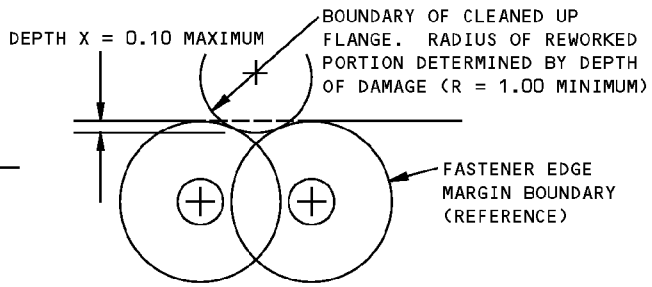 BOUNDARY OF CLEANED UP
DEPTH X = 0.10 MAXIMUM
FLANGE. RADIUS OF REWORKED
PORTION DETERMINED BY DEPTH
OF DAMAGE (R = 1.00 MINIMUM)
FASTENER EDGE
MARGIN BOUNDARY
(REFERENCE)